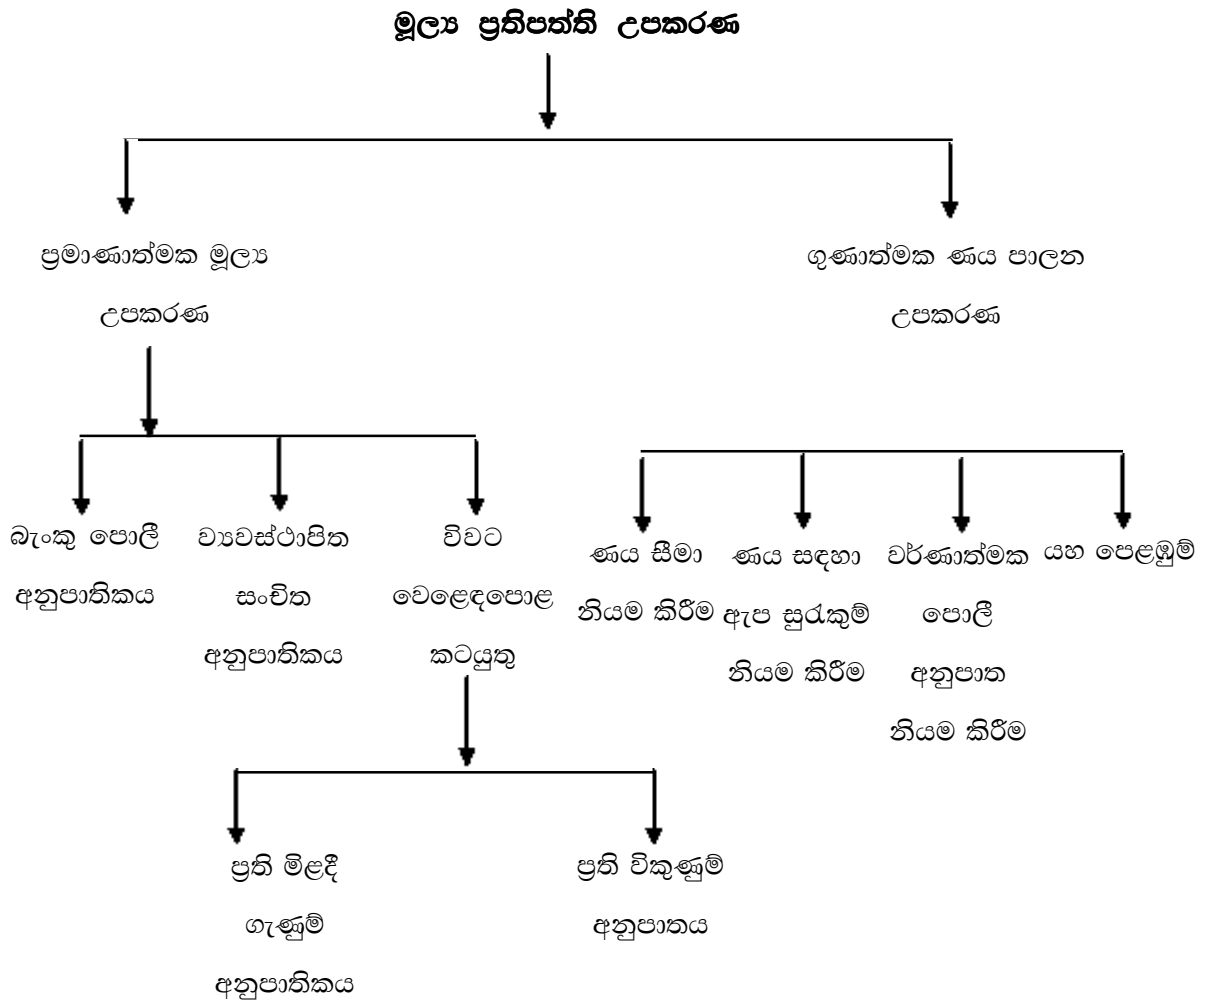 මූල්‍ය ප්‍රතිපත්ති උපකරණ
ප්‍රමාණාත්මක මූල්‍ය
උපකරණ
ගුණාත්මක ණය පාලන
උපකරණ
බැංකු පොලී
අනුපාතිකය
ව්‍යවස්ථාපිත
සංචිත
අනුපාතිකය
විවට
වෙළෙඳපොළ
කටයුතු
ණය සීමා
නියම කිරීම
ණය සඳහා
ඇප සුරැකුම්
නියම කිරීම
වර්ණාත්මක
පොලී
අනුපාත
නියම කිරීම
යහ පෙළඹුම්
ප්‍රති මිළදී
ගැණුම්
අනුපාතිකය
ප්‍රති විකුණුම්
අනුපාතය